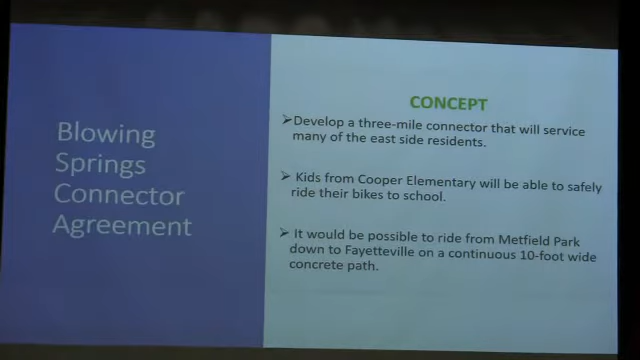 Blowing
Springs
Connector
Agreement
CONCEPT
➢Develop a three-mile connector that will service
many of the east side residents.
➢ Kids from Cooper Elementary will be able to safely
ride their bikes to school.
➢ It would be possible to ride from Metfield Park
down to Fayetteville on a continuous 10-foot wide
concrete path.